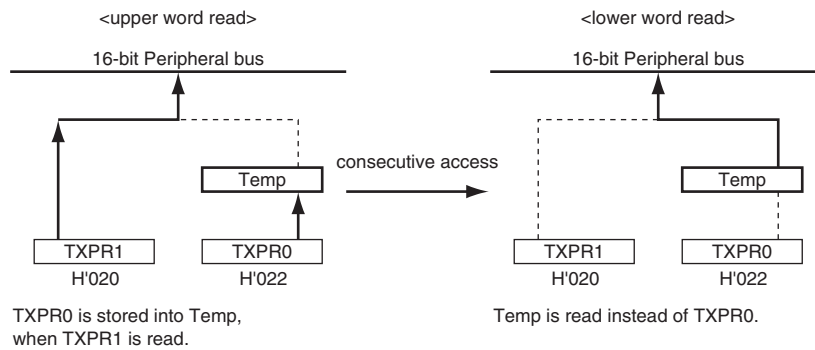 <upper word read>
16-bit Peripheral bus
Temp
TXPR1
TXPR0
H'020
H'022
TXPR0 is stored into Temp,
when TXPR1 is read.
consecutive access
<lower word read>
16-bit Peripheral bus
Temp
TXPR1
TXPR0
H'020
H'022
Temp is read instead of TXPR0.